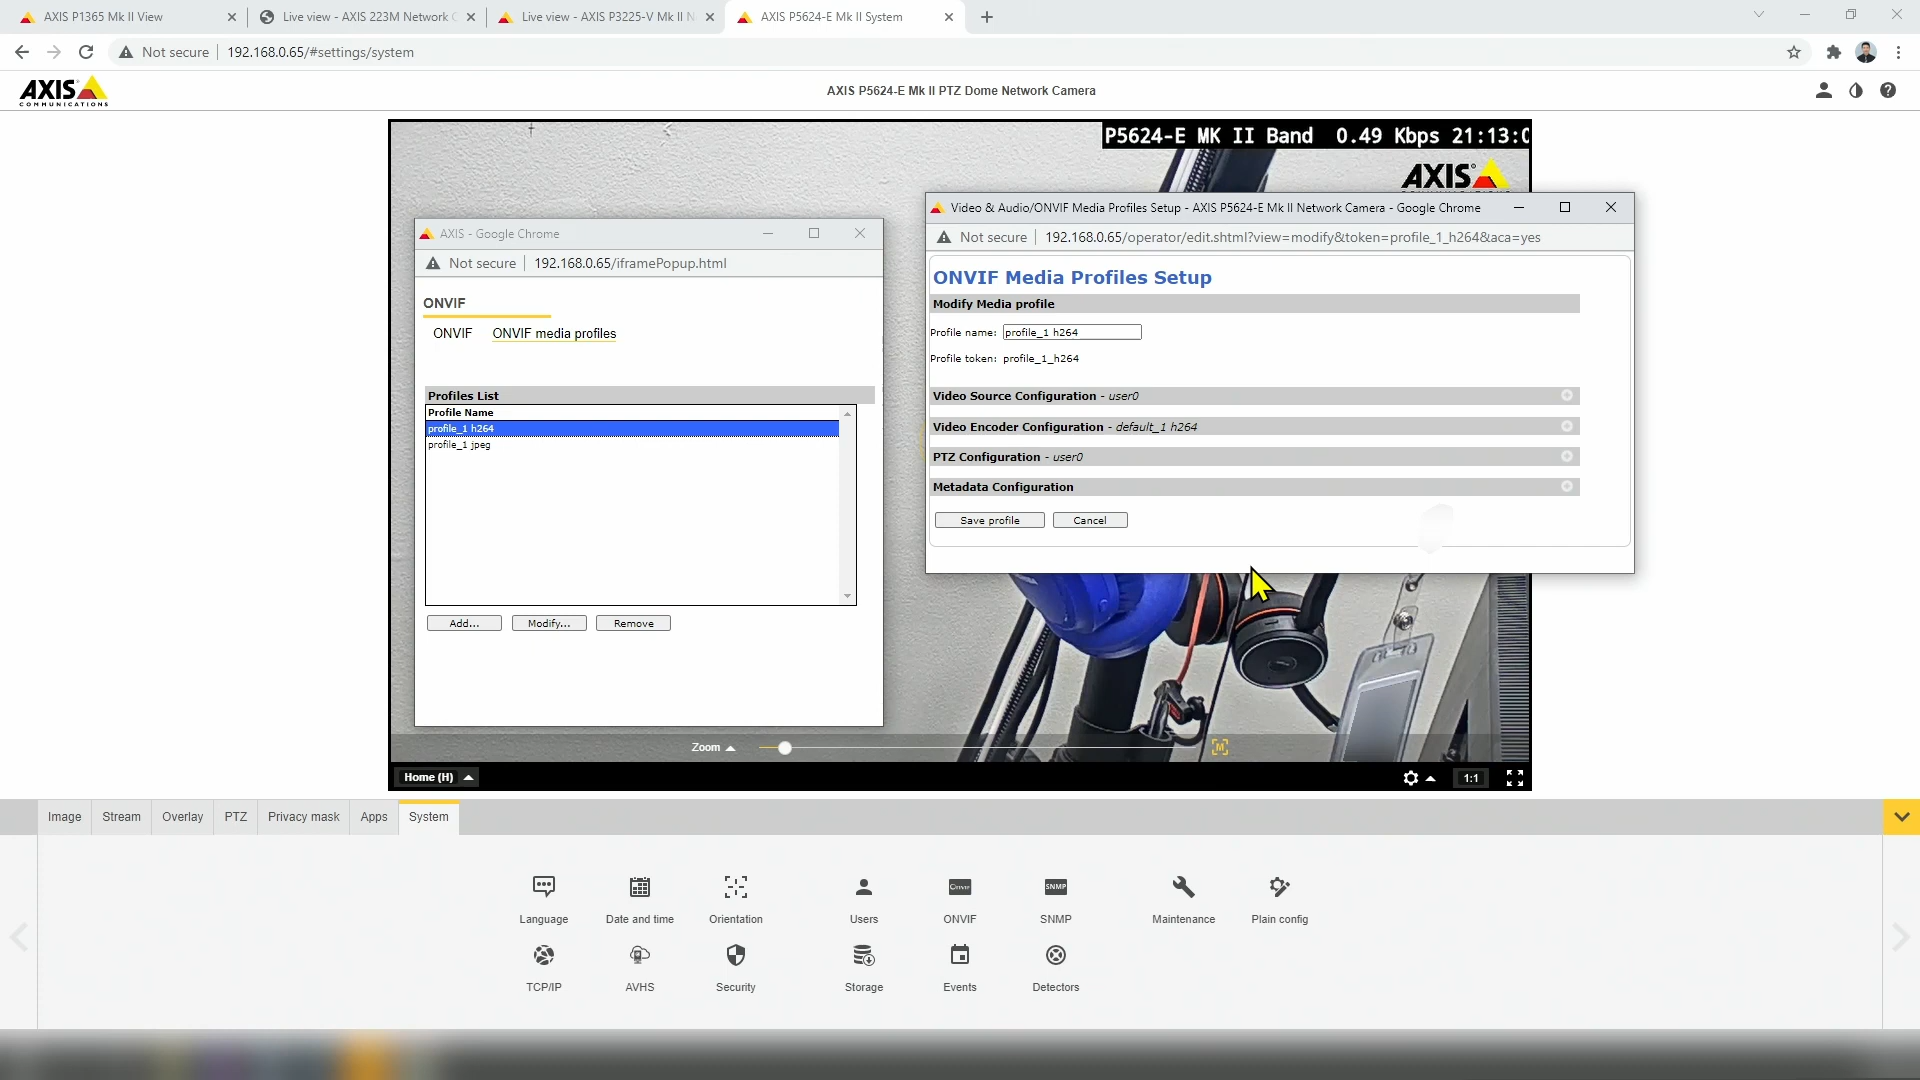 AXIS P1365 Mk II View
Live view - AXIS 223M Network C
Live view - AXIS P3225-V Mk II N
AXIS P5624-E Mk II System
Not secure
192.168.0.65/#settings/system
AXIS
COMMUNICATIONS
AXIS P5624-E Mk II PTZ Dome Network Camera
P5624-E MK II Band 0.49 Kbps 21:13:0
AXIS
Video & Audio/ONVIF Media Profiles Setup - AXIS P5624-E Mk II Network Camera - Google Chrome
Not secure
192.168.0.65/operator/edit.shtml?view=modify&token=profile_1_h264&aca=yes
ONVIF Media Profiles Setup
Modify Media profile
Profile name: profile_1 h264
Profile token: profile_1_h264
Video Source Configuration - user0
Video Encoder Configuration - default_1 h264
PTZ Configuration - user0
Metadata Configuration
Save profile
Cancel
AXIS - Google Chrome
Not secure
192.168.0.65/iframePopup.html
ONVIF
ONVIF ONVIF media profiles
Profiles List
Profile Name
profile_1 h264
profile_1 jpeg
Add...
Modify...
Remove
Zoom
M
Home (H)
1:1
Image
Stream
Overlay
PTZ
Privacy mask
Apps
System
Language
Date and time
Orientation
Users
ONVIF
ONVIF
SNMP
SNMP
Maintenance
Plain config
TCP/IP
AVHS
Security
Storage
Events
Detectors